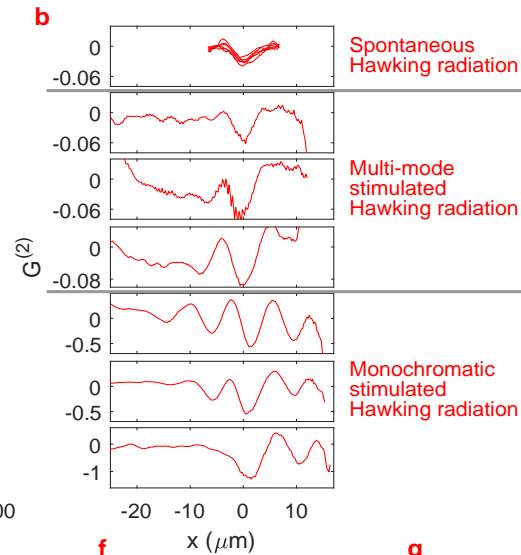 b
0
-0.06
Spontaneous
Hawking radiation
0
-0.06
0
-0.06
Multi-mode
stimulated
Hawking radiation
G(2)
0
-0.08
0
-0.5
0
-0.5
Monochromatic
stimulated
Hawking radiation
0
-1
00
-20 -10 0 10
x (μm)
f
g